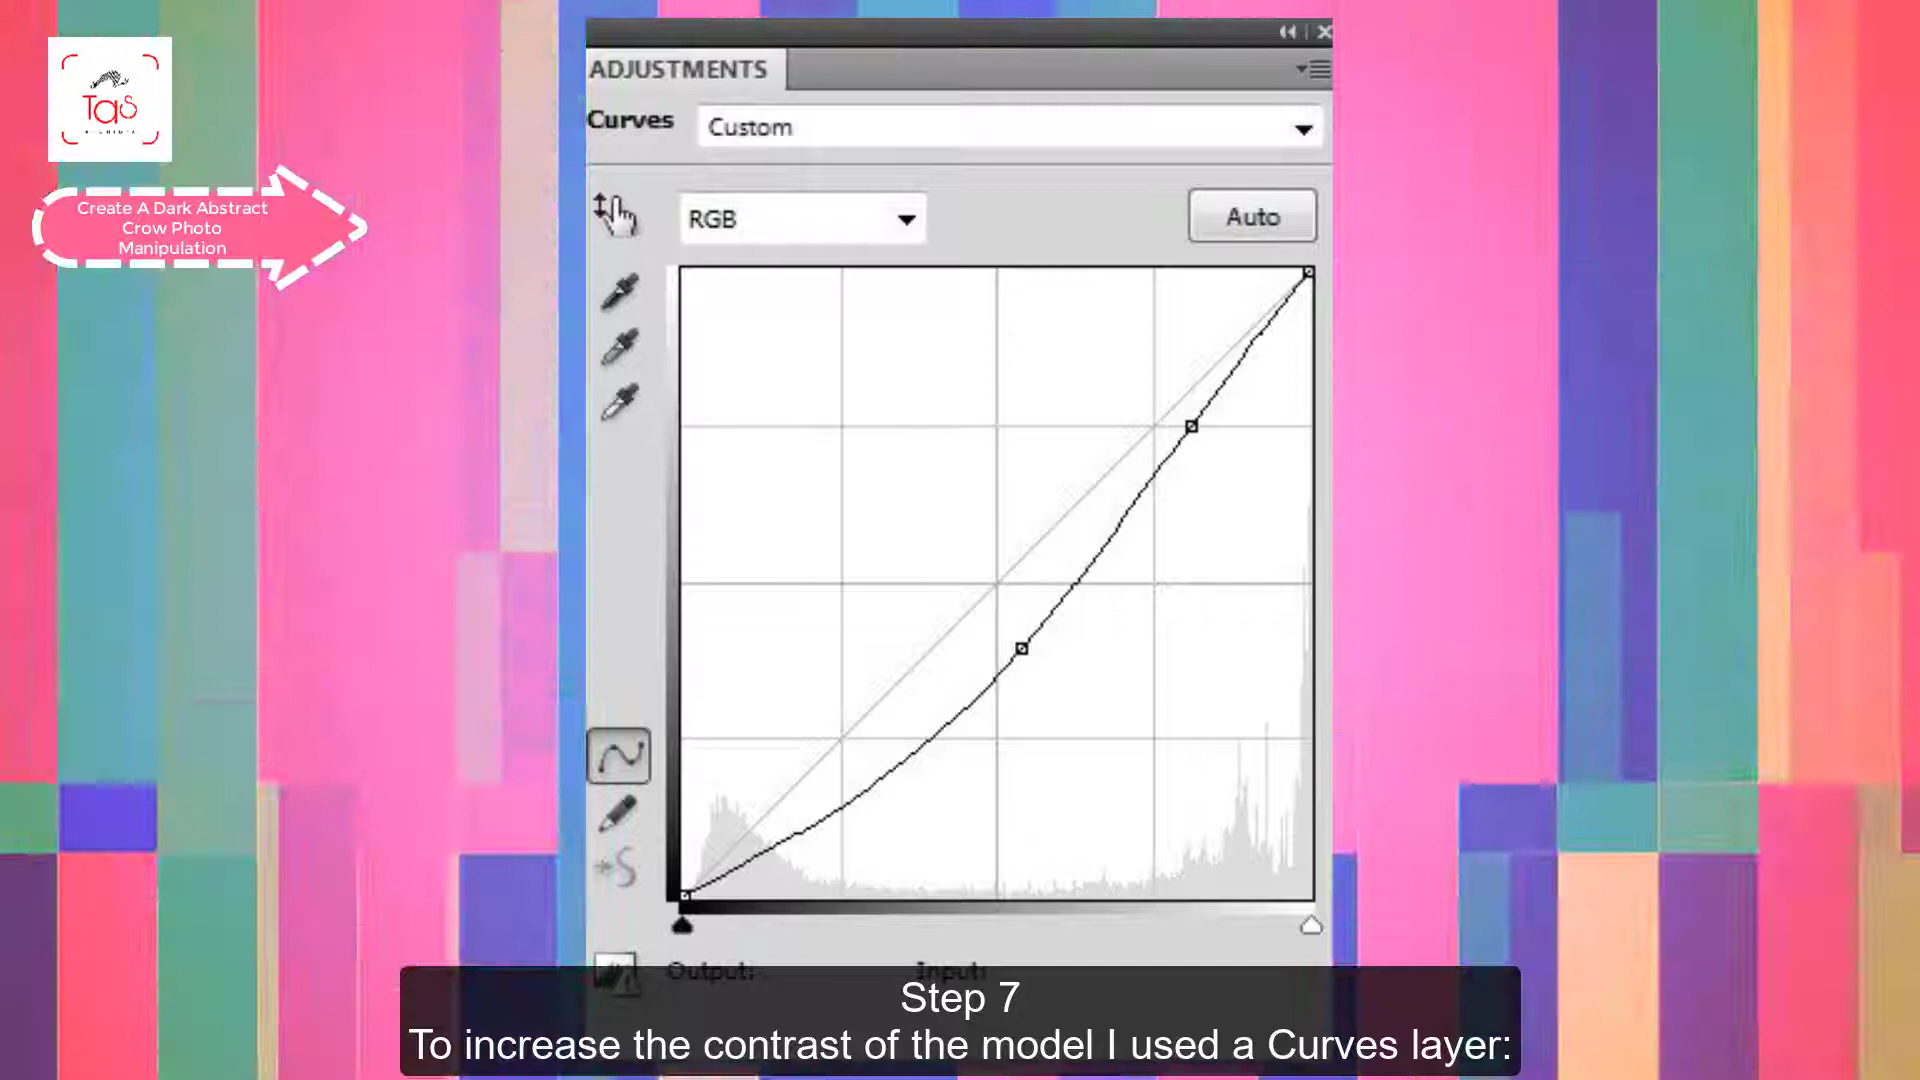 TaS
Create A Dark Abstract
Crow Photo
Manipulation
ADJUSTMENTS
Curves
Custom
RGB
Auto
Output:
Input:
Step 7
To increase the contrast of the model I used a Curves layer: